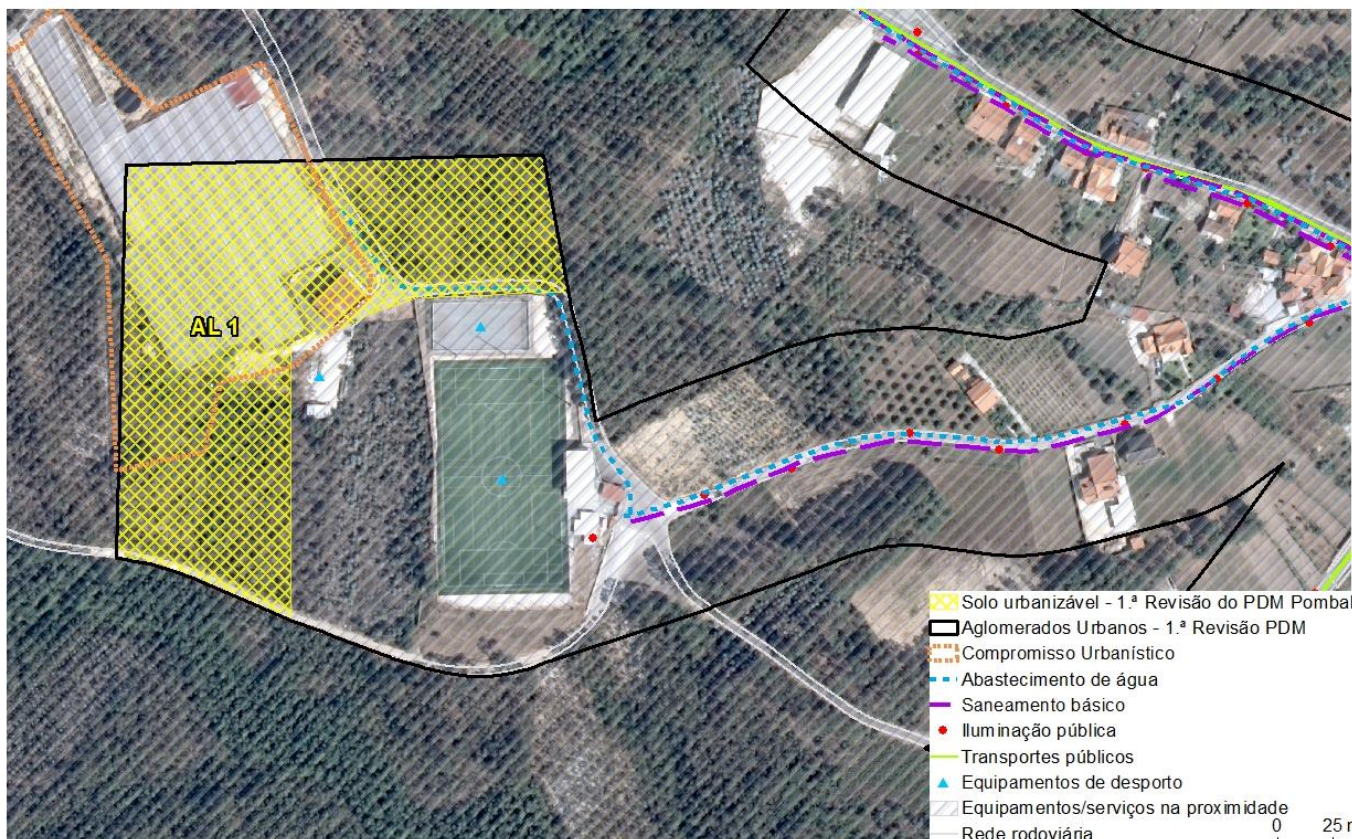 AL 1
Solo urbanizável - 1.ª Revisão do PDM Pombal
Aglomerados Urbanos - 1.ª Revisão PDM
Compromisso Urbanístico
Abastecimento de água
Saneamento básico
Iluminação pública
Transportes públicos
Equipamentos de desporto
Equipamentos/serviços na proximidade
Rede rodoviária
0 25 m